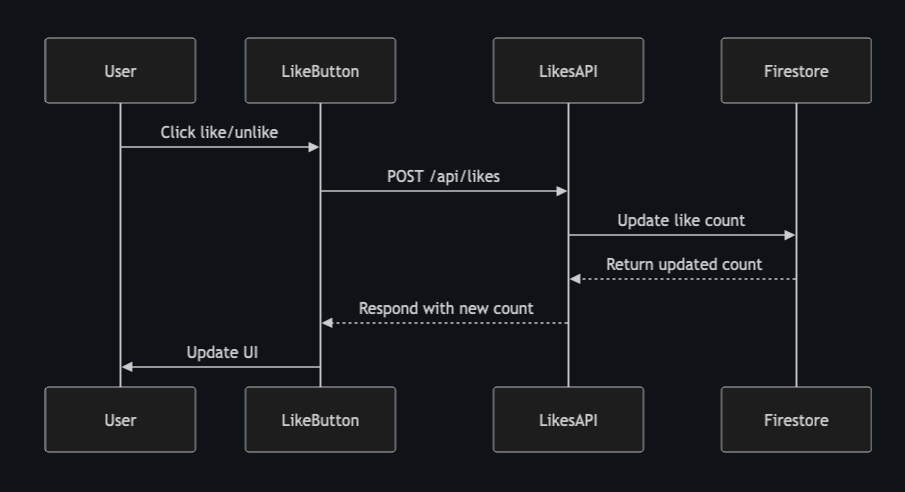 User
LikeButton
LikesAPI
Firestore
Click like/unlike
POST /api/likes
Update like count
Return updated count
Respond with new count
Update UI
User
LikeButton
LikesAPI
Firestore